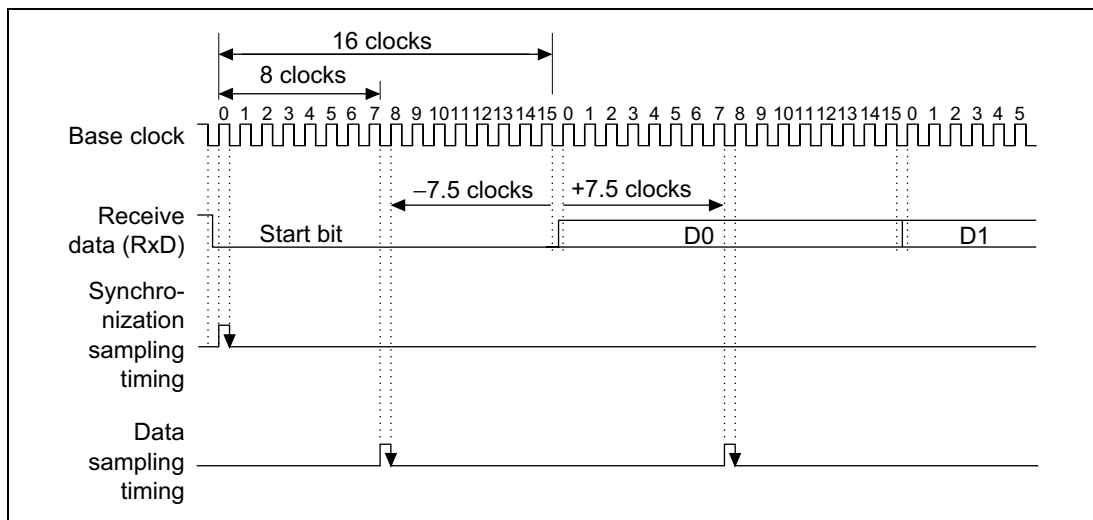 16 clocks
8 clocks
0 1 2 3 4 5 6 7 8 9 10 11 12 13 14 15 0 1 2 3 4 5 6 7 8 9 10 11 12 13 14 15 0 1 2 3 4 5
Base clock
–7.5 clocks
+7.5 clocks
Receive
data (RxD)
Start bit
D0
D1
Synchro-
nization
sampling
timing
Data
sampling
timing